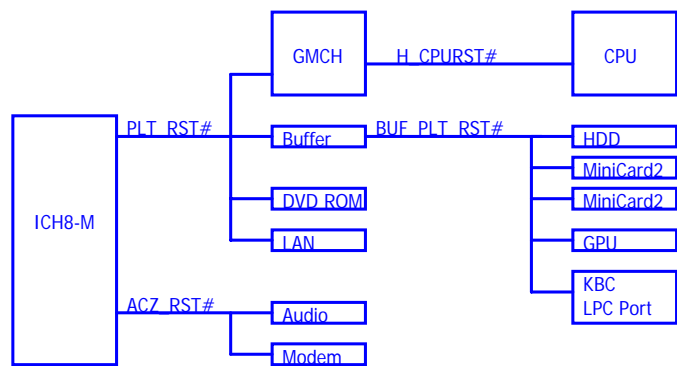 GMCH
H_CPURST#
CPU
PLT_RST#
Buffer
BUF_PLT_RST#
HDD
MiniCard2
DVD ROM
MiniCard2
ICH8-M
LAN
GPU
KBC
LPC Port
ACZ_RST#
Audio
Modem